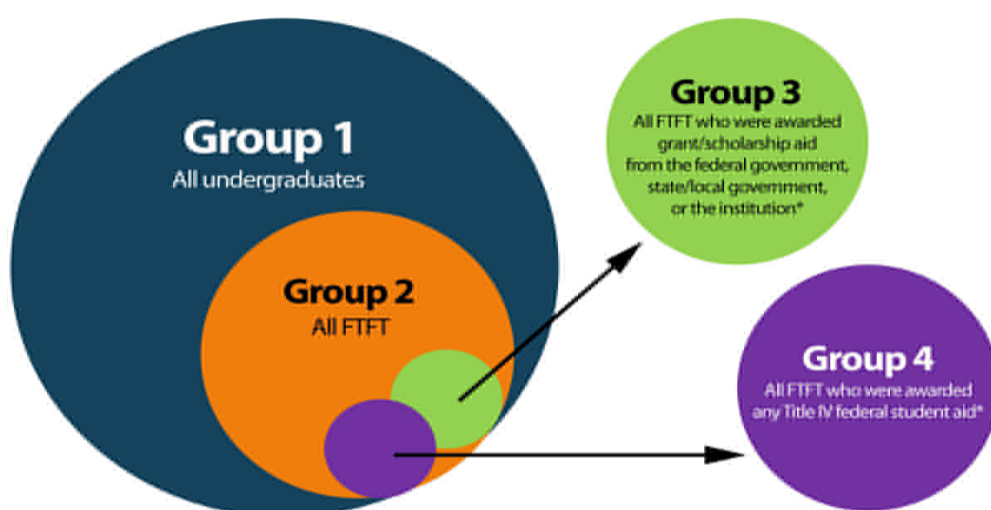 Group 1
All undergraduates
Group 2
All FTFT
Group 3
All FTFT who were awarded
grant/scholarship aid
from the federal government,
state/local government,
or the institution*
Group 4
All FTFT who were awarded
any Title IV federal student aid*